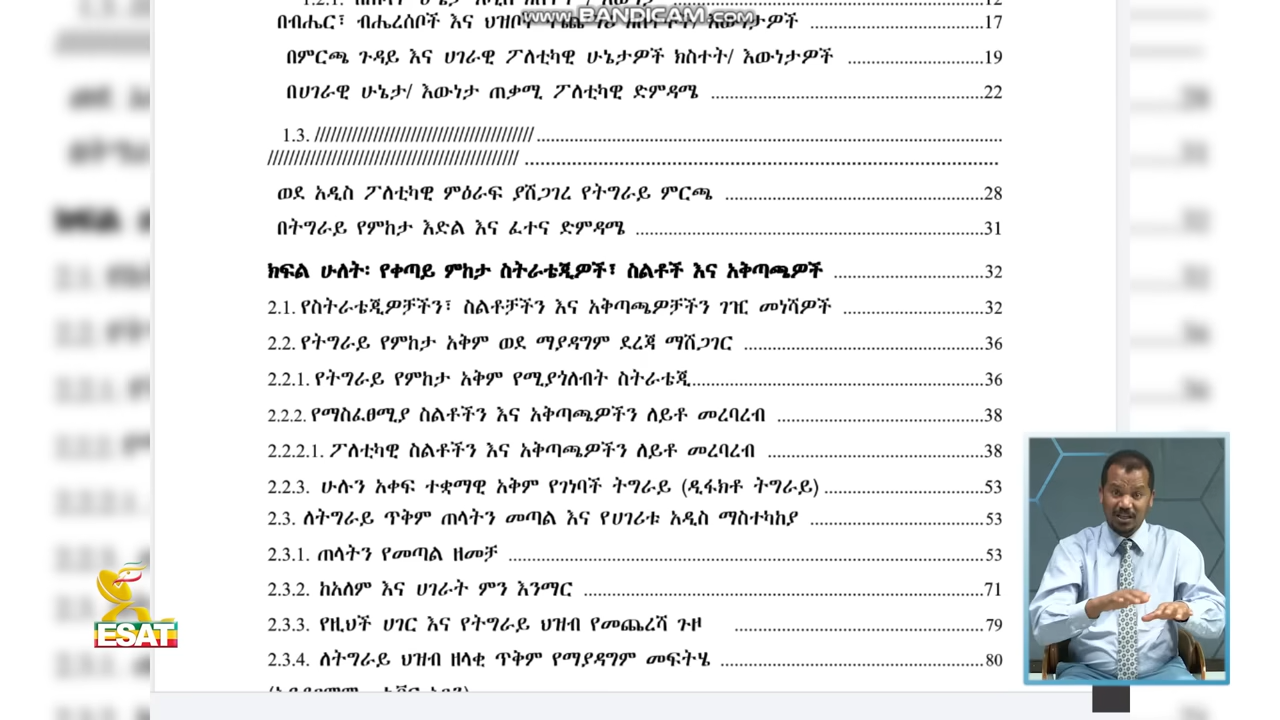 www.BANDICAM.com
በብሔር፣ ብሔረሰቦች እና ህዝቦች ........ 17
በምርጫ ጉዳይ እና ሀገራዊ ፖለቲካዊ ሁኔታዎች ክስተት/ እውነታዎች ........ 19
በሀገራዊ ሁኔታ/ እውነታ ጠቃሚ ፖለቲካዊ ድምዳሜ ........ 22
1.3. //////////////////////////////////////////// ........
////////////////////////////////////////////////// ........
ወደ አዲስ ፖለቲካዊ ምዕራፍ ያሸጋገረ የትግራይ ምርጫ ........ 28
በትግራይ የምከታ እድል እና ፈተና ድምዳሜ ........ 31
ክፍል ሁለት፡ የቀጣይ ምከታ ስትራቴጂዎች፣ ስልቶች እና አቅጣጫዎች ........ 32
2.1. የስትራቴጂዎቻችን፣ ስልቶቻችን እና አቅጣጫዎቻችን ገዢር መነሻዎች ........ 32
2.2. የትግራይ የምከታ አቅም ወደ ማያዳግም ደረጃ ማሸጋገር ........ 36
2.2.1. የትግራይ የምከታ አቅም የሚያጎለብት ስትራቴጂ ........ 36
2.2.2. የማስፈፀሚያ ስልቶችን እና አቅጣጫዎችን ለይቶ መረባረብ ........ 38
2.2.2.1. ፖለቲካዊ ስልቶችን እና አቅጣጫዎችን ለይቶ መረባረብ ........ 38
2.2.3. ሁሉን አቀፍ ተቋማዊ አቅም የገነባች ትግራይ (ዲፋክቶ ትግራይ) ........ 53
2.3. ለትግራይ ጥቅም ጠላትን መጣል እና የሀገሪቱ አዲስ ማስተካከያ ........ 53
2.3.1. ጠላትን የመጣል ዘመቻ ........ 53
2.3.2. ከአለም እና ሀገራት ምን እንማር ........ 71
2.3.3. የዚህች ሀገር እና የትግራይ ህዝብ የመጨረሻ ጉዞ ........ 79
2.3.4. ለትግራይ ህዝብ ዘላቂ ጥቅም የማያዳግም መፍትሄ ........ 80
ESAT